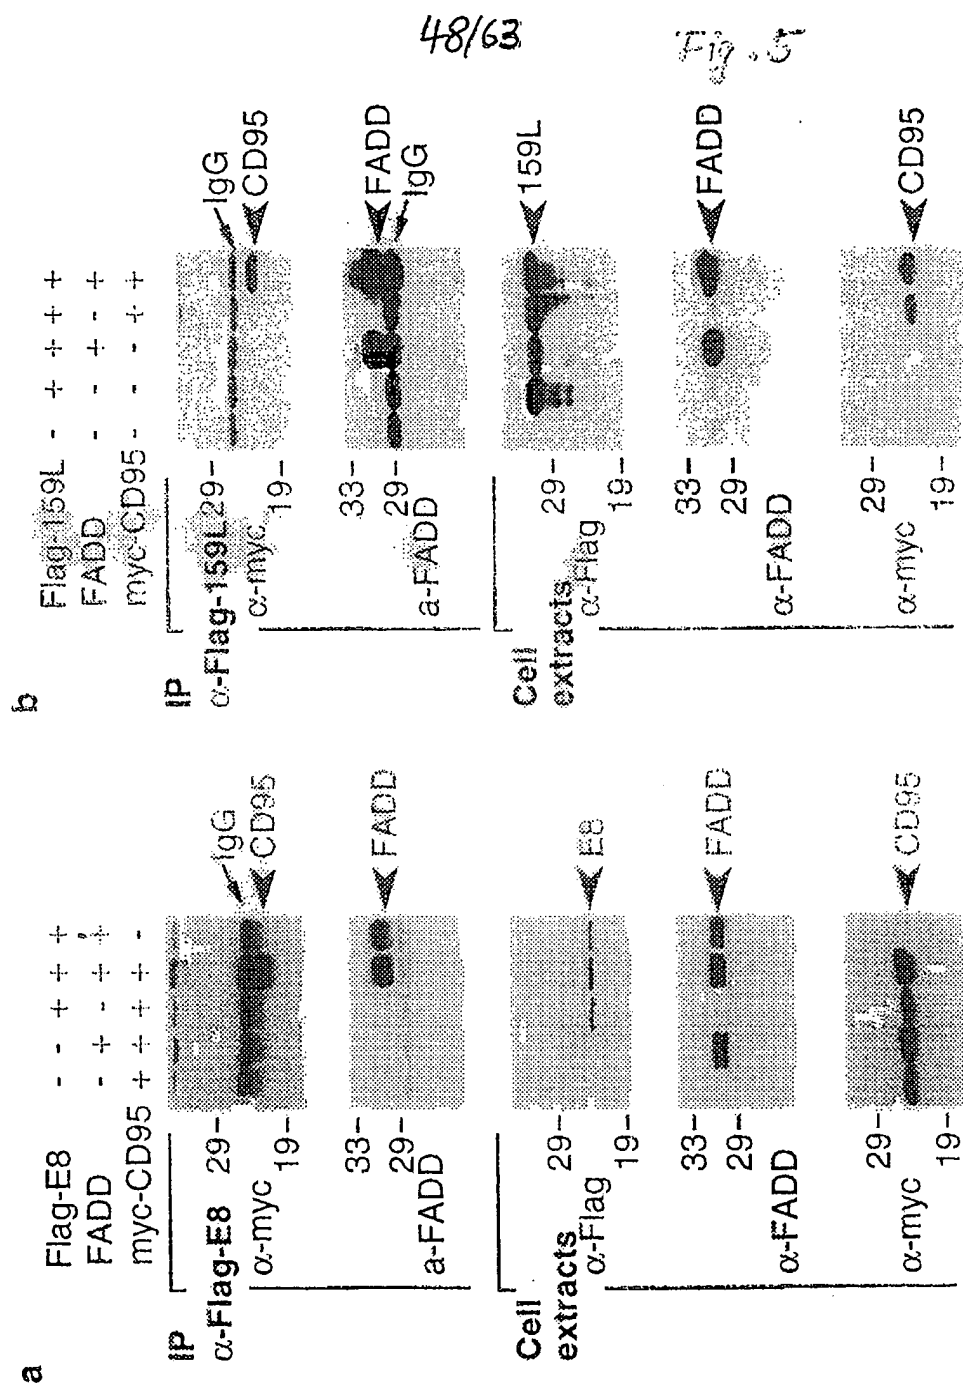 48/63
Fig. 5
a
Flag-E8 - - + + +
FADD - + - + +
myc-CD95 + + + + -
IP
α-Flag-E8
29-
IgG
α-myc
CD95
19-
33-
FADD
29-
a-FADD
Cell
extracts
29-
E8
α-Flag
19-
33-
FADD
29-
α-FADD
29-
CD95
α-myc
19-
b
Flag-159L - + + + +
FADD - - + - +
myc-CD95 - - - + +
IP
α-Flag-159L
29-
IgG
α-myc
CD95
19-
33-
FADD
29-
IgG
a-FADD
Cell
extracts
159L
29-
α-Flag
19-
33-
FADD
29-
α-FADD
29-
CD95
α-myc
19-